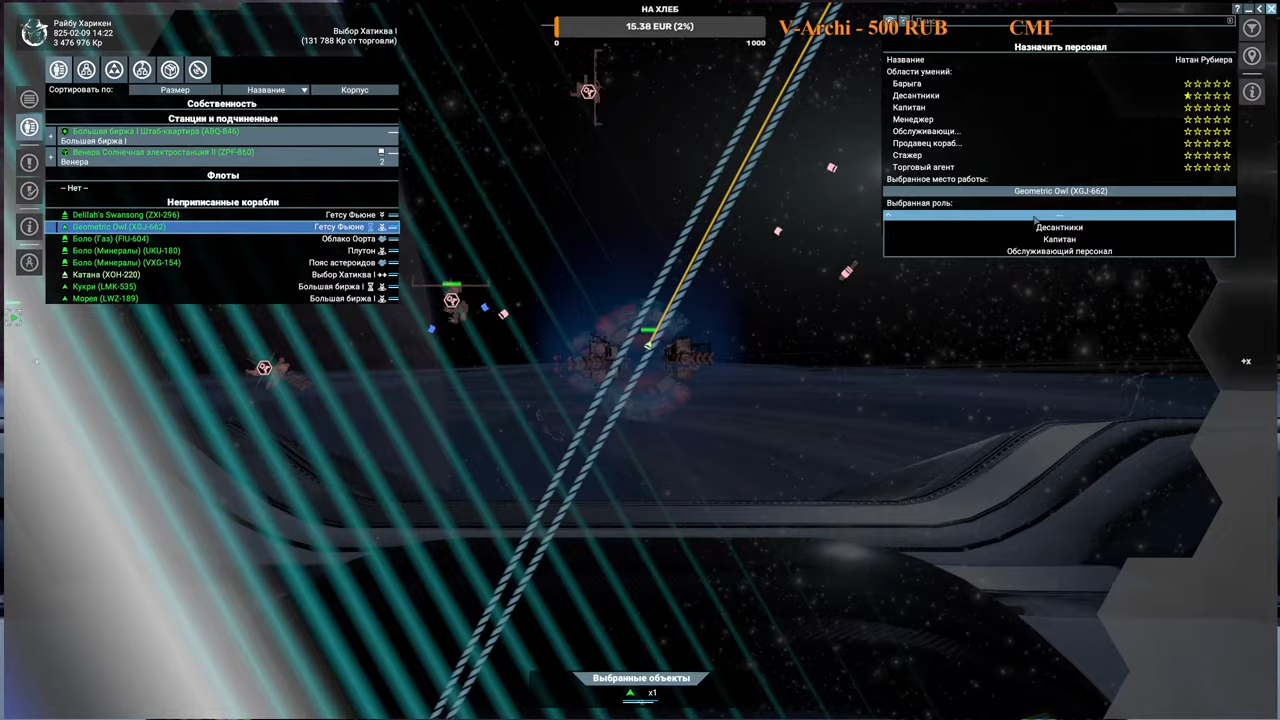 Райбу Харикен
825-02-09 14:22
3 476 976 Кр
Выбор Хатиква I
(131 788 Кр от торговли)
Сортировать по:
Размер
Название
Корпус
Собственность
Станции и подчиненные
Большая биржа I Штаб-квартира (ABQ-846)
Большая биржа I
Венера Солнечная электростанция II (ZPF-860)
Венера 2
Флоты
-- Нет --
Неприписанные корабли
Delilah's Swansong (ZXI-296) Гетсу Фьюне
Geometric Owl (XGJ-662) Гетсу Фьюне
Боло (Газ) (FIU-604) Облако Оорта
Боло (Минералы) (UKU-180) Плутон
Боло (Минералы) (VXG-154) Пояс астероидов
Катана (XOH-220) Выбор Хатиква I
Кукри (LMK-535) Большая биржа I
Морея (LWZ-189) Большая биржа I
НА ХЛЕБ
15.38 EUR (2%)
0 1000
V-Archi - 500 RUB
Назначить персонал
Название Натан Рубиера
Области умений:
Барыга
Десантники
Капитан
Менеджер
Обслуживающи...
Продавец кораб...
Стажер
Торговый агент
Выбранное место работы:
Geometric Owl (XGJ-662)
Выбранная роль:
---
Десантники
Капитан
Обслуживающий персонал
+x
Выбранные объекты
x1